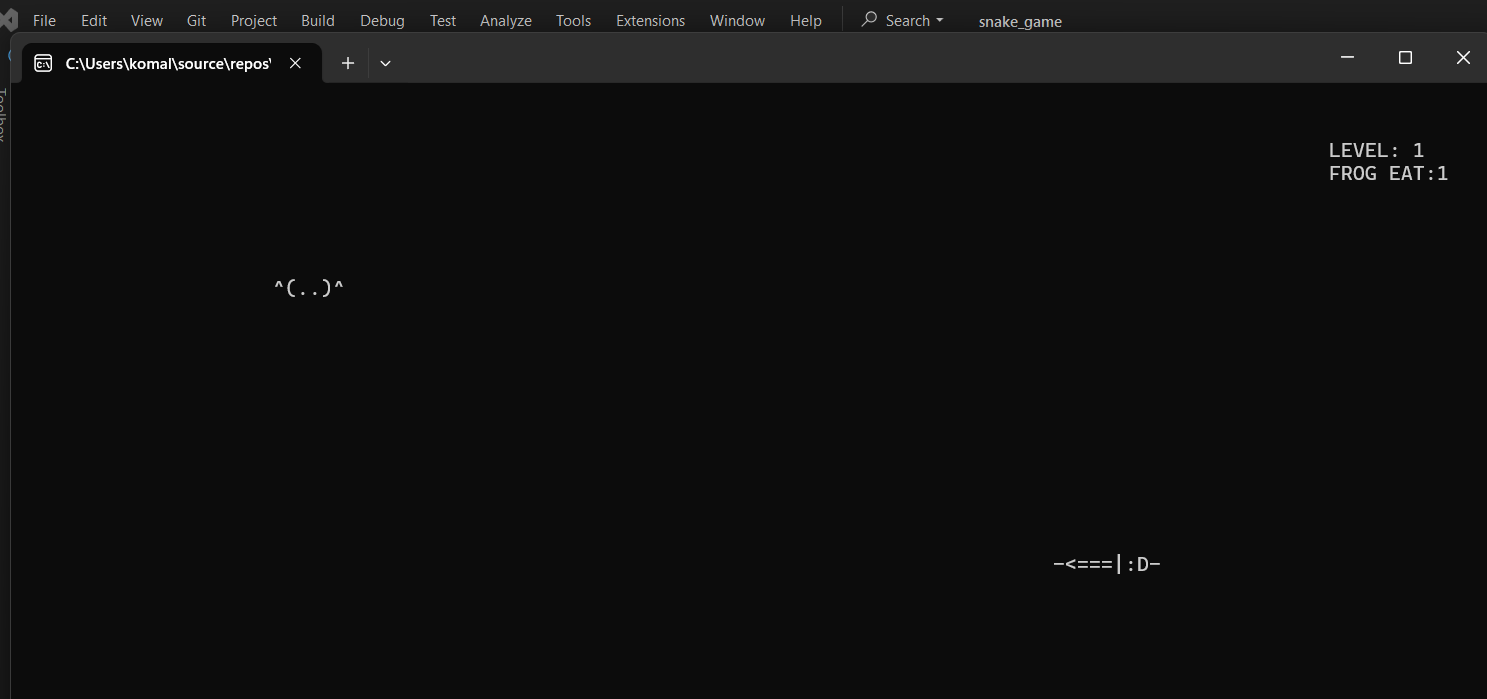 File Edit View Git Project Build Debug Test Analyze Tools Extensions Window Help Search snake_game
C:\Users\komal\source\repos\
Toolbox
LEVEL: 1
FROG EAT:1
^(..)^
-<===|:D-